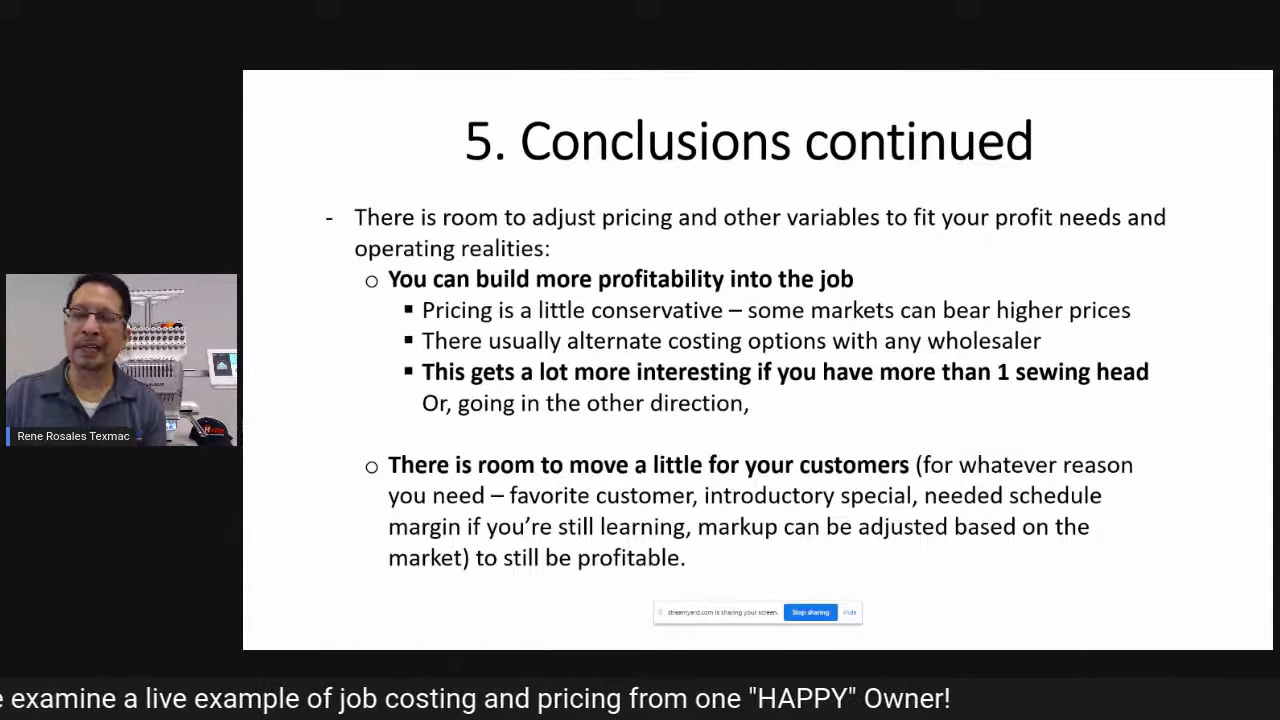 5. Conclusions continued
- There is room to adjust pricing and other variables to fit your profit needs and
operating realities:
o You can build more profitability into the job
▪ Pricing is a little conservative – some markets can bear higher prices
▪ There usually alternate costing options with any wholesaler
▪ This gets a lot more interesting if you have more than 1 sewing head
Or, going in the other direction,
o There is room to move a little for your customers (for whatever reason
you need – favorite customer, introductory special, needed schedule
margin if you're still learning, markup can be adjusted based on the
market) to still be profitable.
Rene Rosales Texmac
streamyard.com is sharing your screen.
Stop sharing
Hide
examine a live example of job costing and pricing from one "HAPPY" Owner!